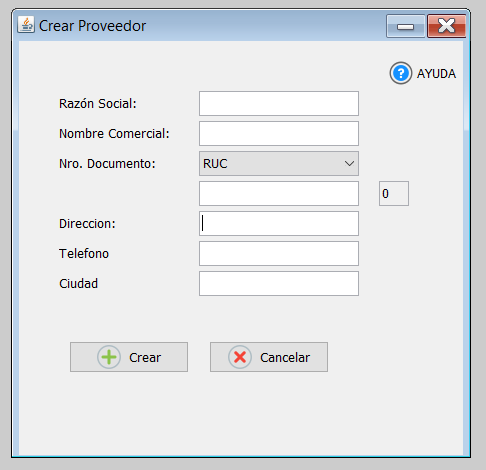 Crear Proveedor
AYUDA
Razón Social:
Nombre Comercial:
Nro. Documento: RUC
0
Direccion:
Telefono
Ciudad
Crear Cancelar